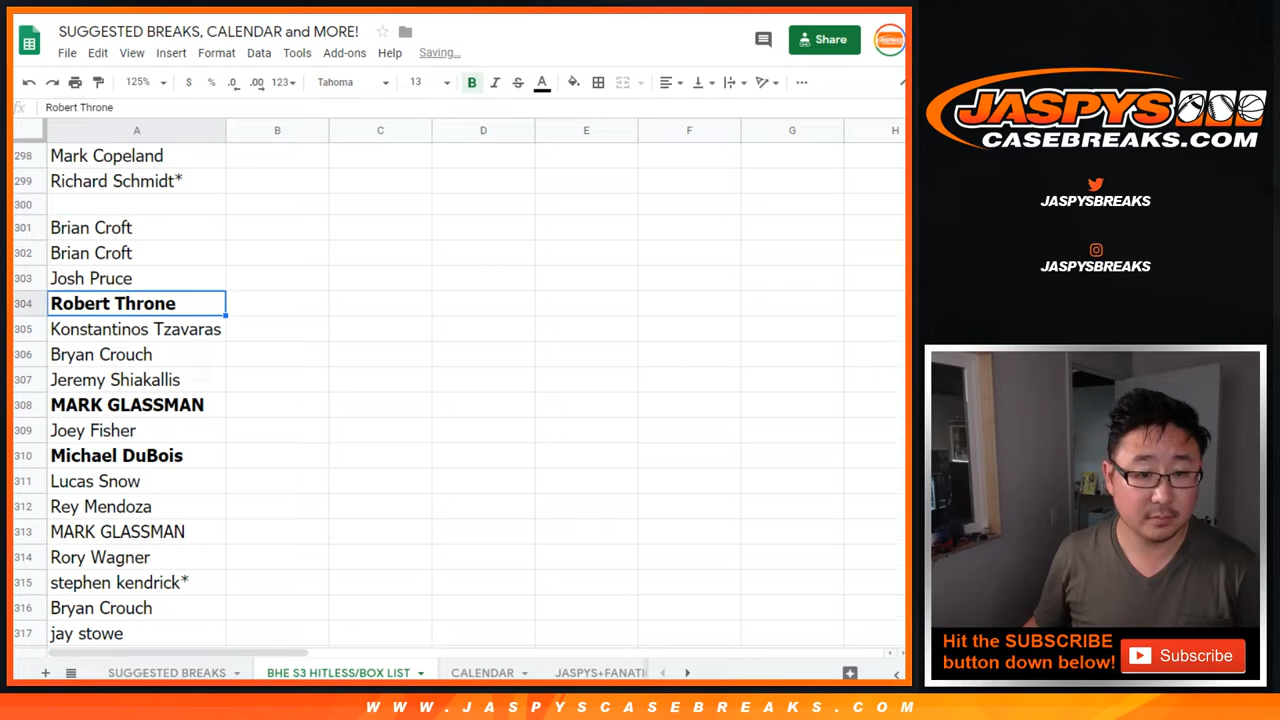 SUGGESTED BREAKS, CALENDAR and MORE!
File Edit View Insert Format Data Tools Add-ons Help Saving…
Share
125% $ % .0 .00 123 Tahoma 13 B I S A
fx Robert Throne
A B C D E F G H
298 Mark Copeland
299 Richard Schmidt*
300
301 Brian Croft
302 Brian Croft
303 Josh Pruce
304 Robert Throne
305 Konstantinos Tzavaras
306 Bryan Crouch
307 Jeremy Shiakallis
308 MARK GLASSMAN
309 Joey Fisher
310 Michael DuBois
311 Lucas Snow
312 Rey Mendoza
313 MARK GLASSMAN
314 Rory Wagner
315 stephen kendrick*
316 Bryan Crouch
317 jay stowe
SUGGESTED BREAKS BHE S3 HITLESS/BOX LIST CALENDAR JASPYS+FANATI
JASPYS
CASEBREAKS.COM
JASPYSBREAKS
JASPYSBREAKS
Hit the SUBSCRIBE
button down below!
Subscribe
WWW.JASPYSCASEBREAKS.COM